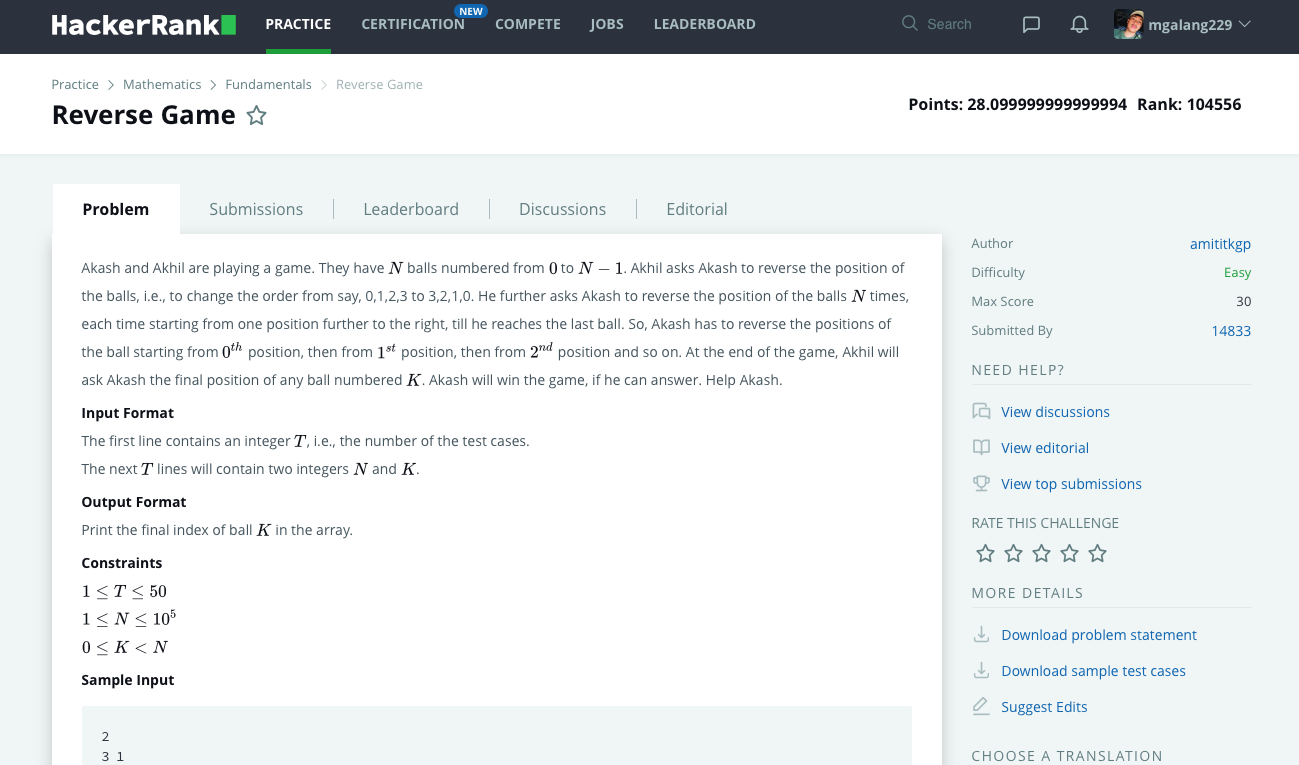 HackerRank
PRACTICE
CERTIFICATION
NEW
COMPETE
JOBS
LEADERBOARD
Search
mgalang229
Practice > Mathematics > Fundamentals > Reverse Game
Reverse Game
Points: 28.099999999999994 Rank: 104556
Problem
Submissions
Leaderboard
Discussions
Editorial
Akash and Akhil are playing a game. They have N balls numbered from 0 to N − 1. Akhil asks Akash to reverse the position of
the balls, i.e., to change the order from say, 0,1,2,3 to 3,2,1,0. He further asks Akash to reverse the position of the balls N times,
each time starting from one position further to the right, till he reaches the last ball. So, Akash has to reverse the positions of
the ball starting from 0th position, then from 1st position, then from 2nd position and so on. At the end of the game, Akhil will
ask Akash the final position of any ball numbered K. Akash will win the game, if he can answer. Help Akash.
Input Format
The first line contains an integer T, i.e., the number of the test cases.
The next T lines will contain two integers N and K.
Output Format
Print the final index of ball K in the array.
Constraints
1 ≤ T ≤ 50
1 ≤ N ≤ 10^5
0 ≤ K < N
Sample Input
2
3 1
Author amititkgp
Difficulty Easy
Max Score 30
Submitted By 14833
NEED HELP?
View discussions
View editorial
View top submissions
RATE THIS CHALLENGE
MORE DETAILS
Download problem statement
Download sample test cases
Suggest Edits
CHOOSE A TRANSLATION